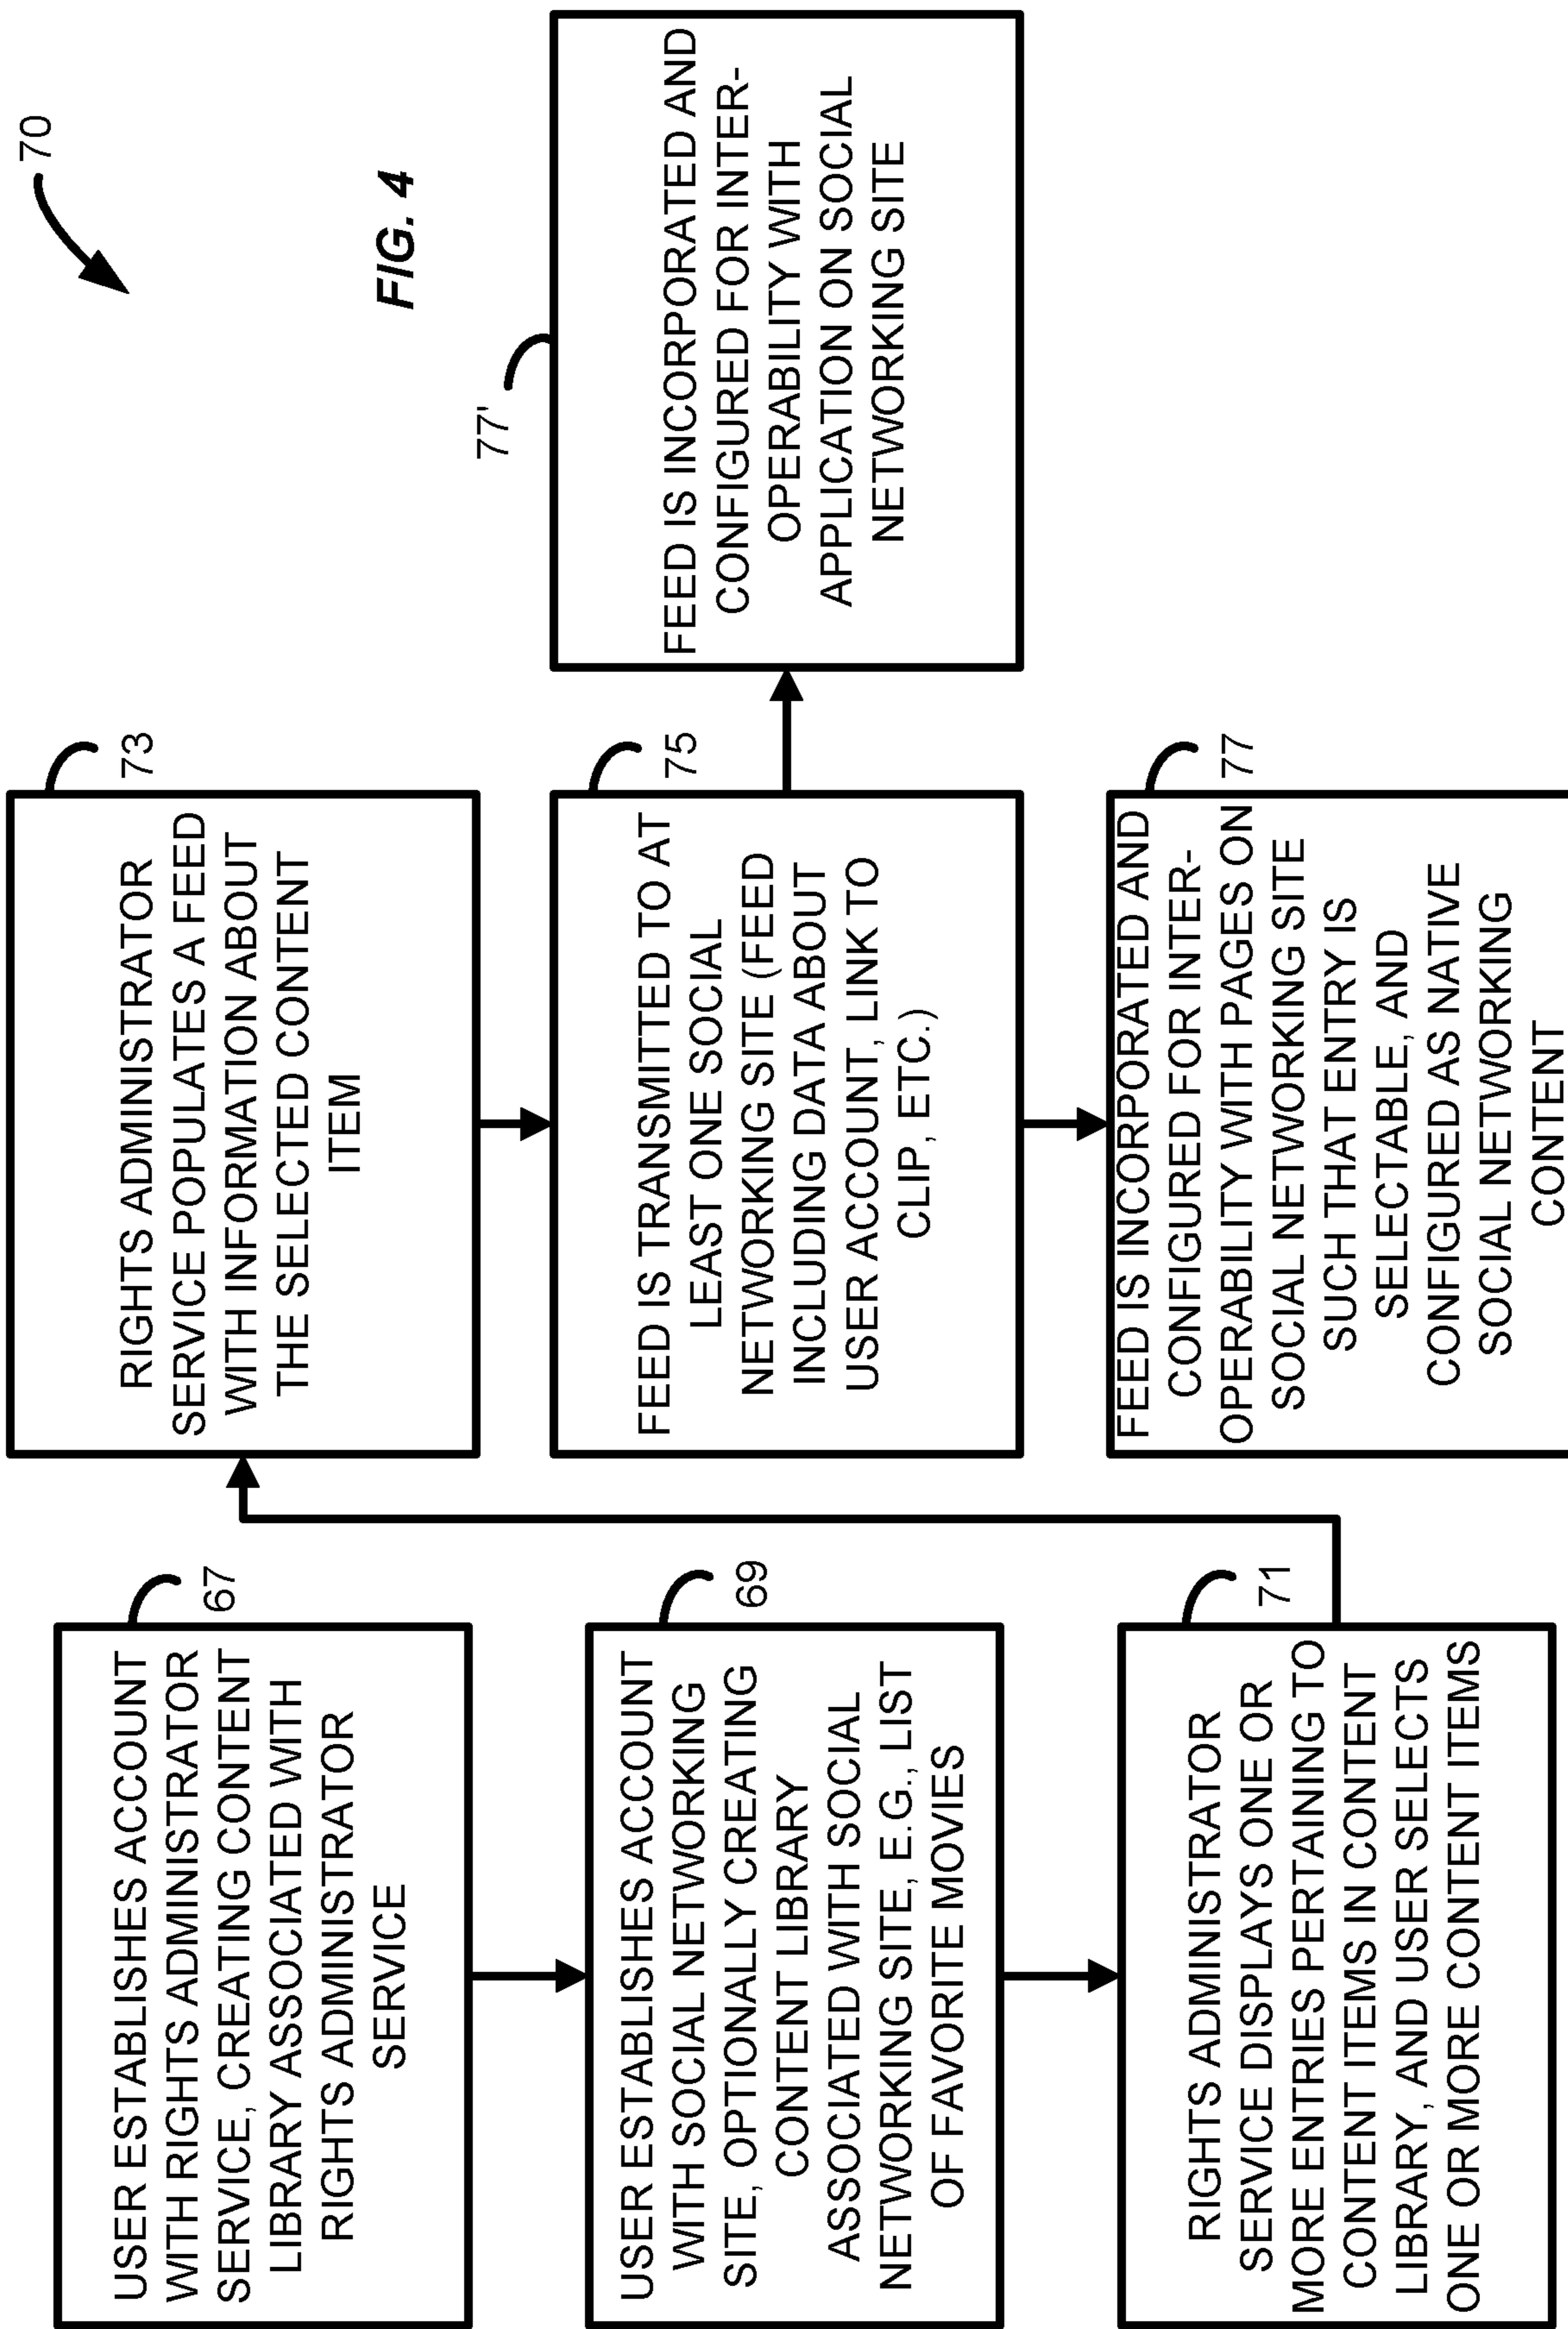 70
FIG. 4
67
USER ESTABLISHES ACCOUNT
WITH RIGHTS ADMINISTRATOR
SERVICE, CREATING CONTENT
LIBRARY ASSOCIATED WITH
RIGHTS ADMINISTRATOR
SERVICE
69
USER ESTABLISHES ACCOUNT
WITH SOCIAL NETWORKING
SITE, OPTIONALLY CREATING
CONTENT LIBRARY
ASSOCIATED WITH SOCIAL
NETWORKING SITE, E.G., LIST
OF FAVORITE MOVIES
71
RIGHTS ADMINISTRATOR
SERVICE DISPLAYS ONE OR
MORE ENTRIES PERTAINING TO
CONTENT ITEMS IN CONTENT
LIBRARY, AND USER SELECTS
ONE OR MORE CONTENT ITEMS
73
RIGHTS ADMINISTRATOR
SERVICE POPULATES A FEED
WITH INFORMATION ABOUT
THE SELECTED CONTENT
ITEM
75
FEED IS TRANSMITTED TO AT
LEAST ONE SOCIAL
NETWORKING SITE (FEED
INCLUDING DATA ABOUT
USER ACCOUNT, LINK TO
CLIP, ETC.)
77
FEED IS INCORPORATED AND
CONFIGURED FOR INTER-
OPERABILITY WITH PAGES ON
SOCIAL NETWORKING SITE
SUCH THAT ENTRY IS
SELECTABLE, AND
CONFIGURED AS NATIVE
SOCIAL NETWORKING
CONTENT
77'
FEED IS INCORPORATED AND
CONFIGURED FOR INTER-
OPERABILITY WITH
APPLICATION ON SOCIAL
NETWORKING SITE